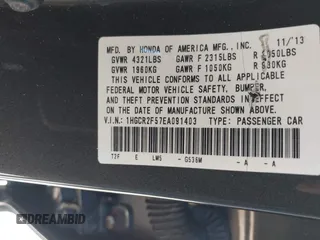 MFD. BY HONDA OF AMERICA MFG., INC. 11/13
GVWR 4321LBS GAWR F 2315LBS R 2050LBS
GVWR 1960KG GAWR F 1050KG R 930KG
THIS VEHICLE CONFORMS TO ALL APPLICABLE
FEDERAL MOTOR VEHICLE SAFETY, BUMPER,
AND THEFT PREVENTION STANDARDS IN EFFECT
ON THE DATE OF MANUFACTURE SHOWN ABOVE.
V.I.N: 1HGCR2F57EA091403 TYPE: PASSENGER CAR
E LM5 - G536M - A - A
DREAMBID